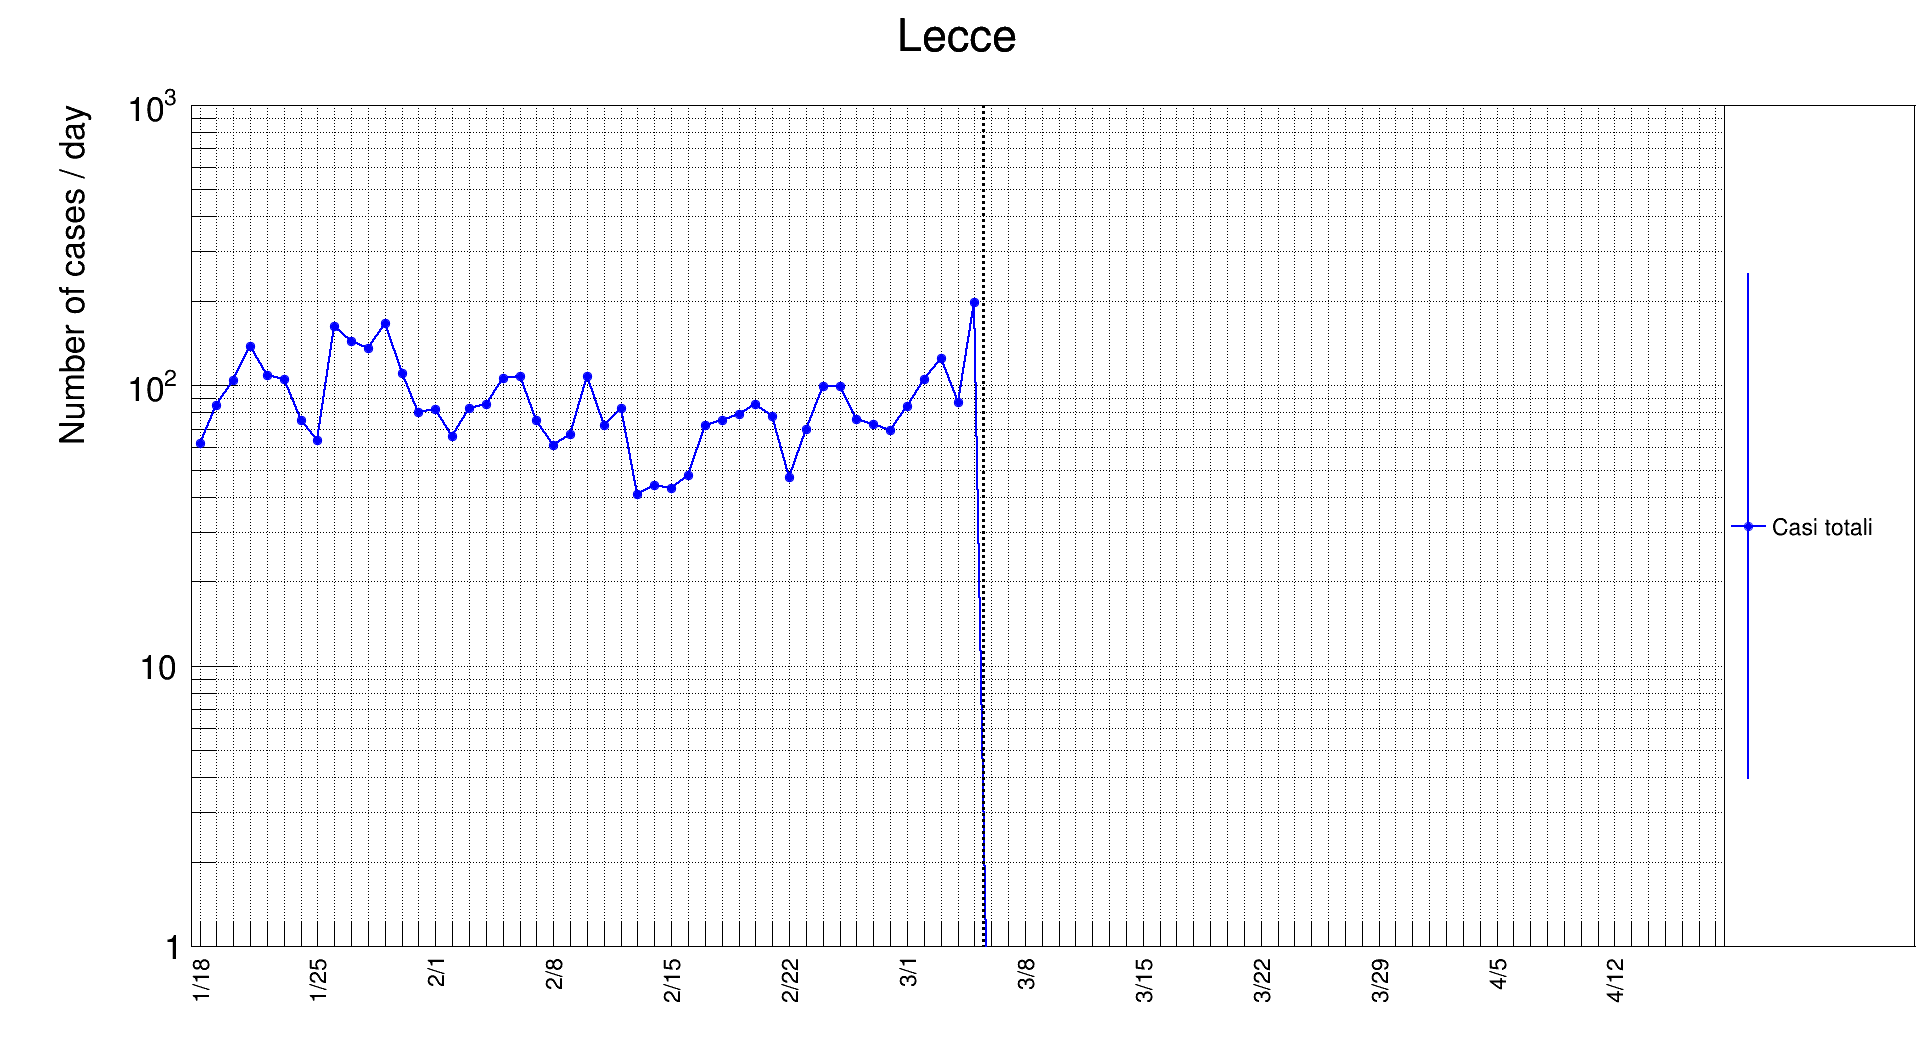 Lecce
Number of cases / day
10³
10²
10
1
1/18 1/25 2/1 2/8 2/15 2/22 3/1 3/8 3/15 3/22 3/29 4/5 4/12
Casi totali